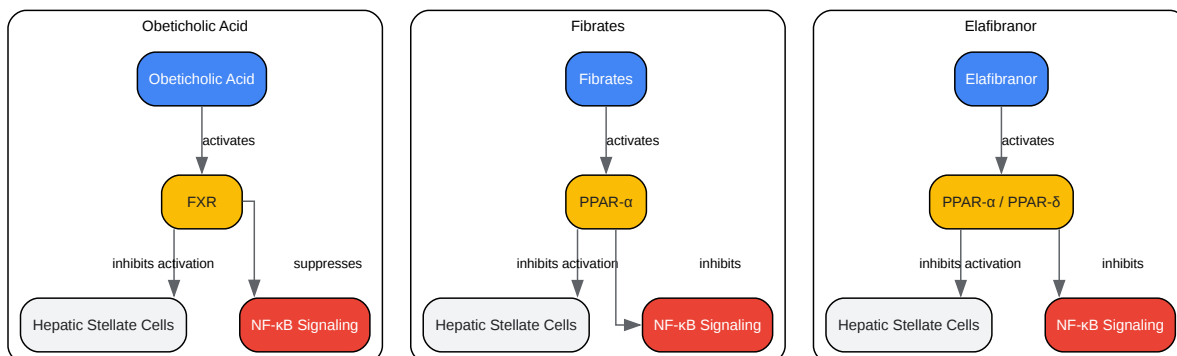 Obeticholic Acid
Fibrates
Elafibranor
Obeticholic Acid
Fibrates
Elafibranor
activates
activates
activates
FXR
PPAR-α
PPAR-α / PPAR-δ
inhibits activation
suppresses
inhibits activation
inhibits
inhibits activation
inhibits
Hepatic Stellate Cells
NF-κB Signaling
Hepatic Stellate Cells
NF-κB Signaling
Hepatic Stellate Cells
NF-κB Signaling